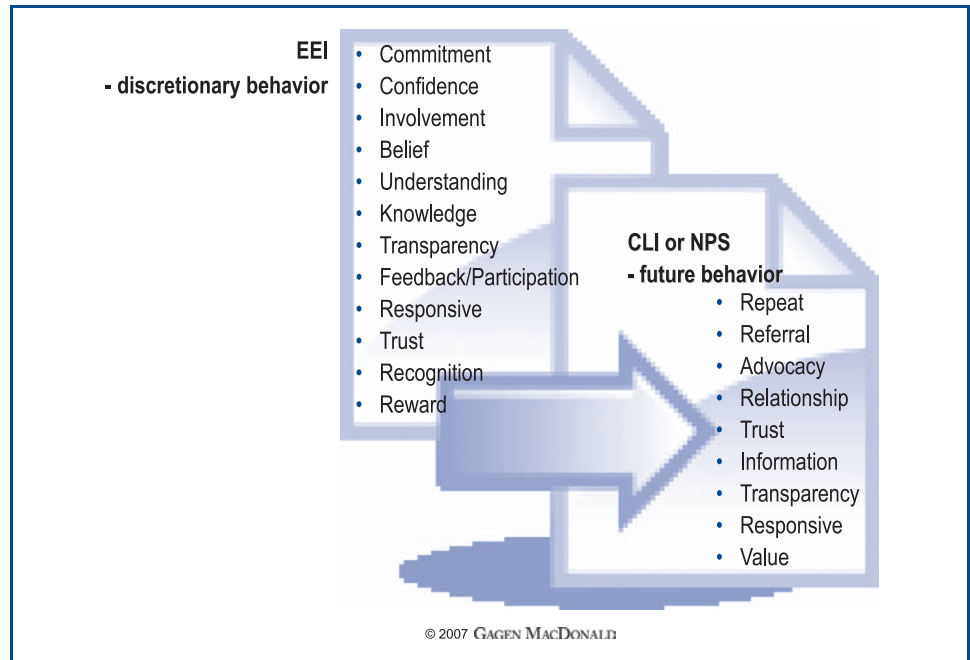 EEI
- discretionary behavior
• Commitment
• Confidence
• Involvement
• Belief
• Understanding
• Knowledge
• Transparency
• Feedback/Participation
• Responsive
• Trust
• Recognition
• Reward
CLI or NPS
- future behavior
• Repeat
• Referral
• Advocacy
• Relationship
• Trust
• Information
• Transparency
• Responsive
• Value
© 2007 GAGEN MACDONALD